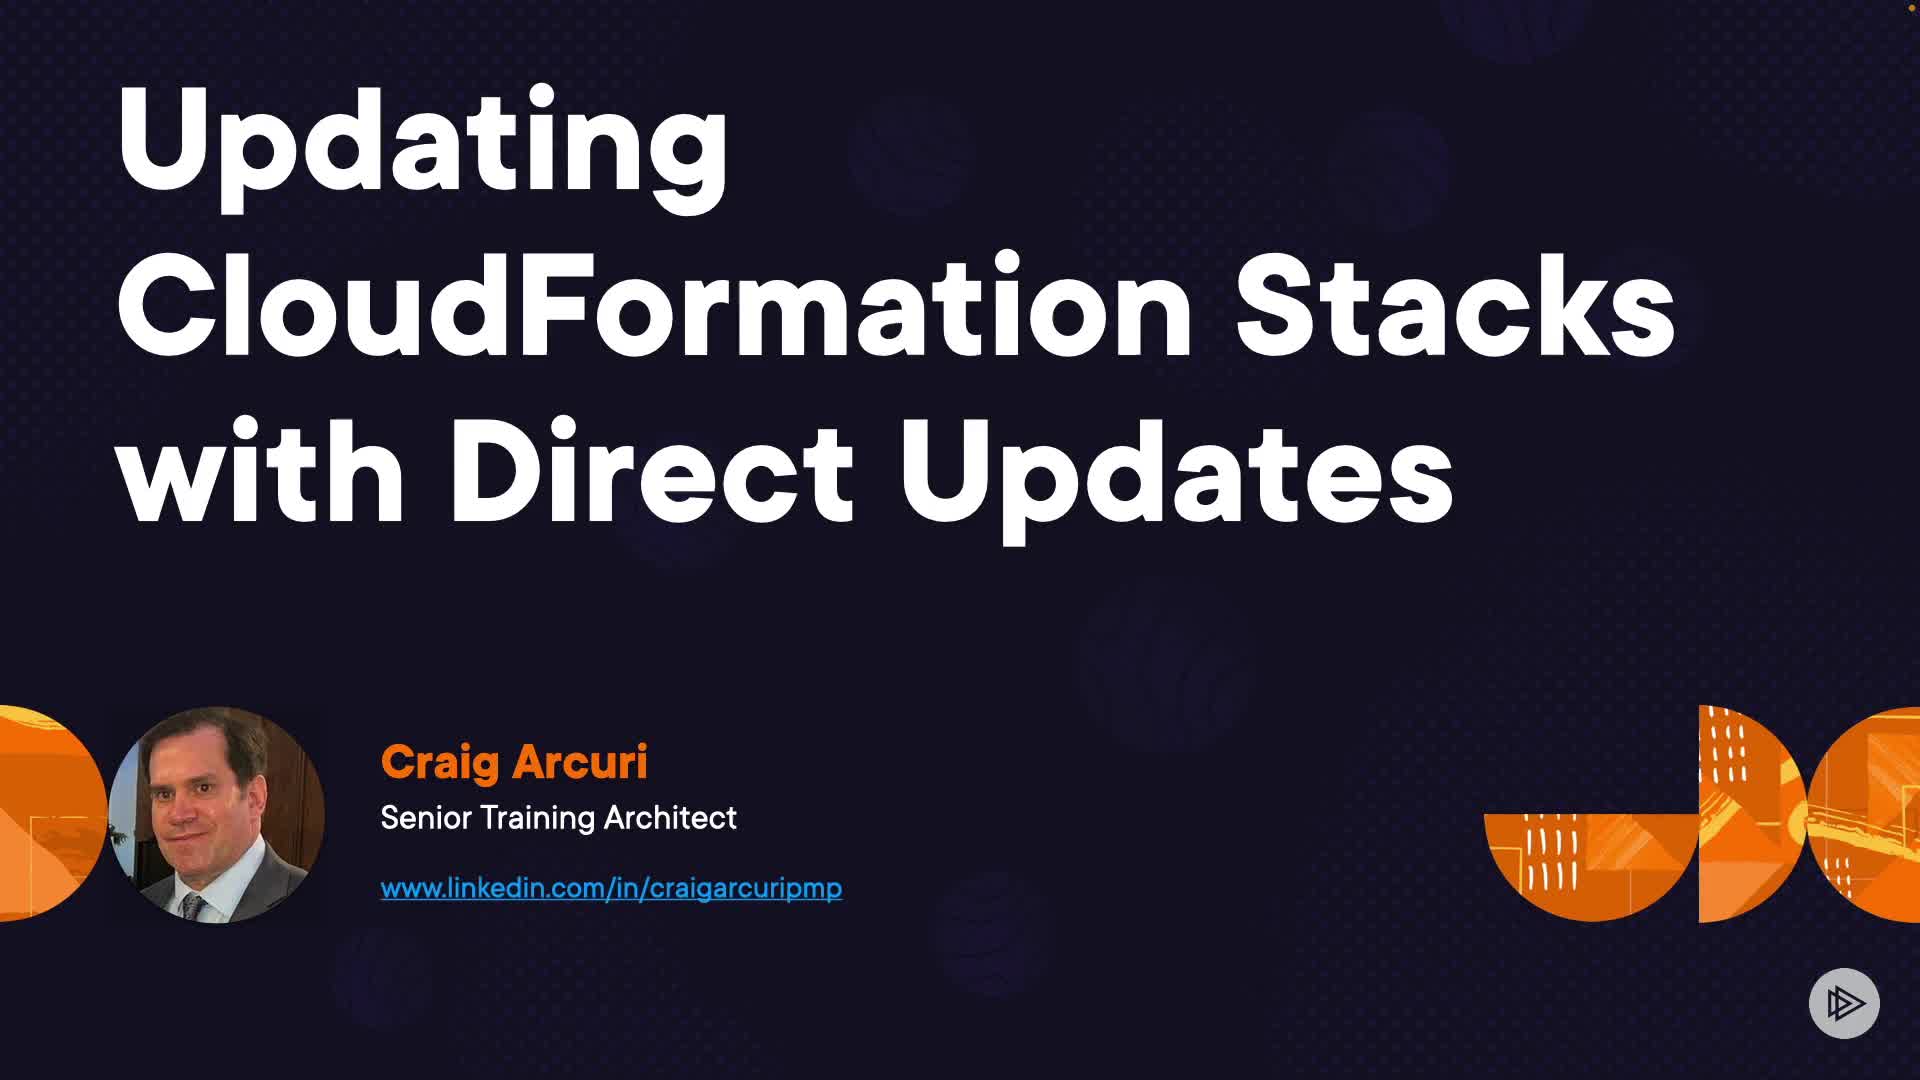 Updating
CloudFormation Stacks
with Direct Updates
Craig Arcuri
Senior Training Architect
www.linkedin.com/in/craigarcuripmp